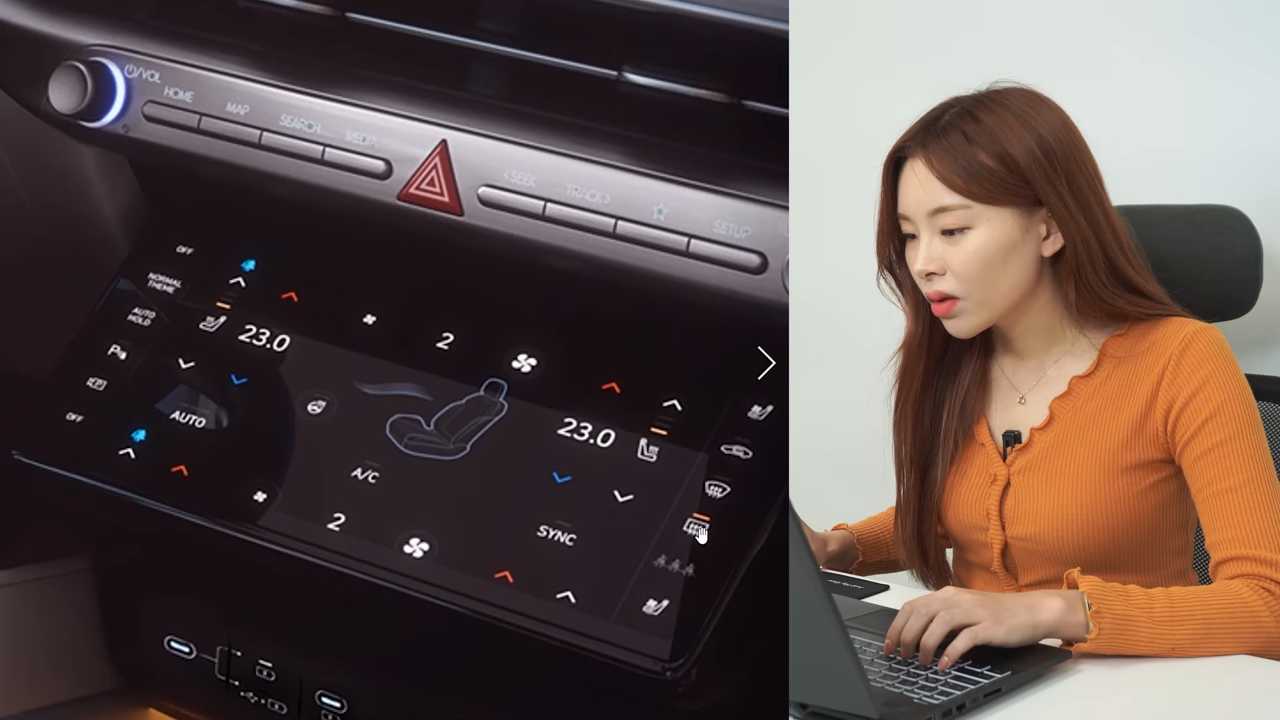 ⏻/VOL
HOME
MAP
SEARCH
MEDIA
<SEEK
TRACK>
SETUP
OFF
NORMAL
THEME
AUTO
HOLD
OFF
23.0
2
AUTO
A/C
23.0
2
SYNC